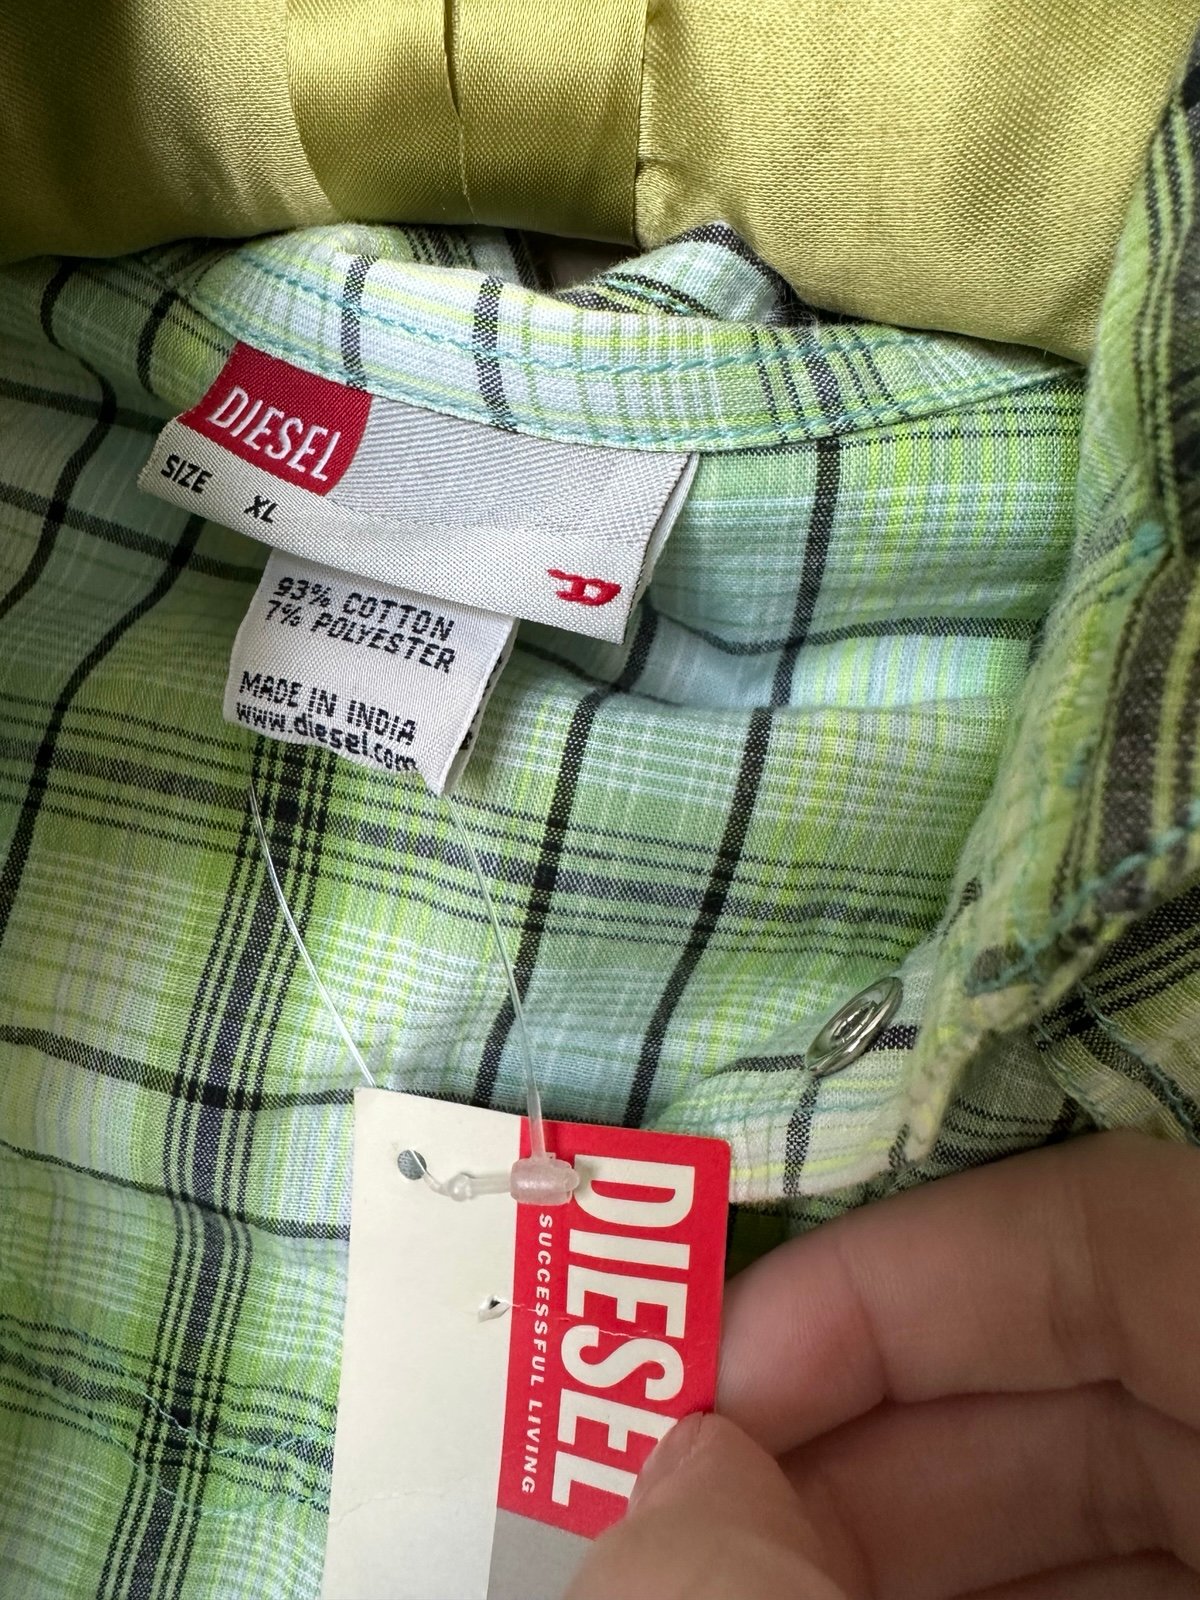 DIESEL
SIZE XL
D
93% COTTON
7% POLYESTER
MADE IN INDIA
www.diesel.com
DIESEL
SUCCESSFUL LIVING